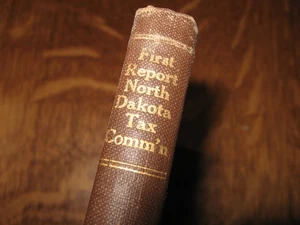 First
Report
North
Dakota
Tax
Comm'n